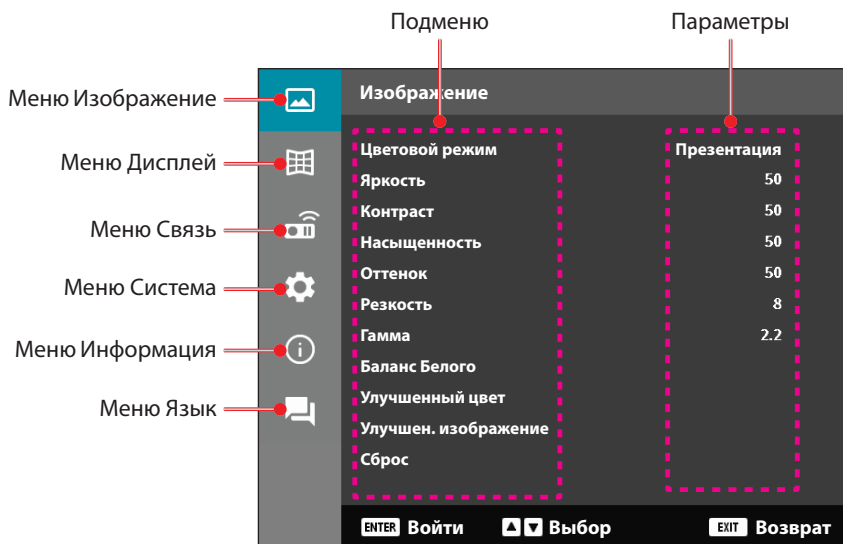 Подменю Параметры
Меню Изображение
Меню Дисплей
Меню Связь
Меню Система
Меню Информация
Меню Язык
Изображение
Цветовой режим Презентация
Яркость 50
Контраст 50
Насыщенность 50
Оттенок 50
Резкость 8
Гамма 2.2
Баланс Белого
Улучшенный цвет
Улучшен. изображение
Сброс
ENTER Войти Выбор EXIT Возврат